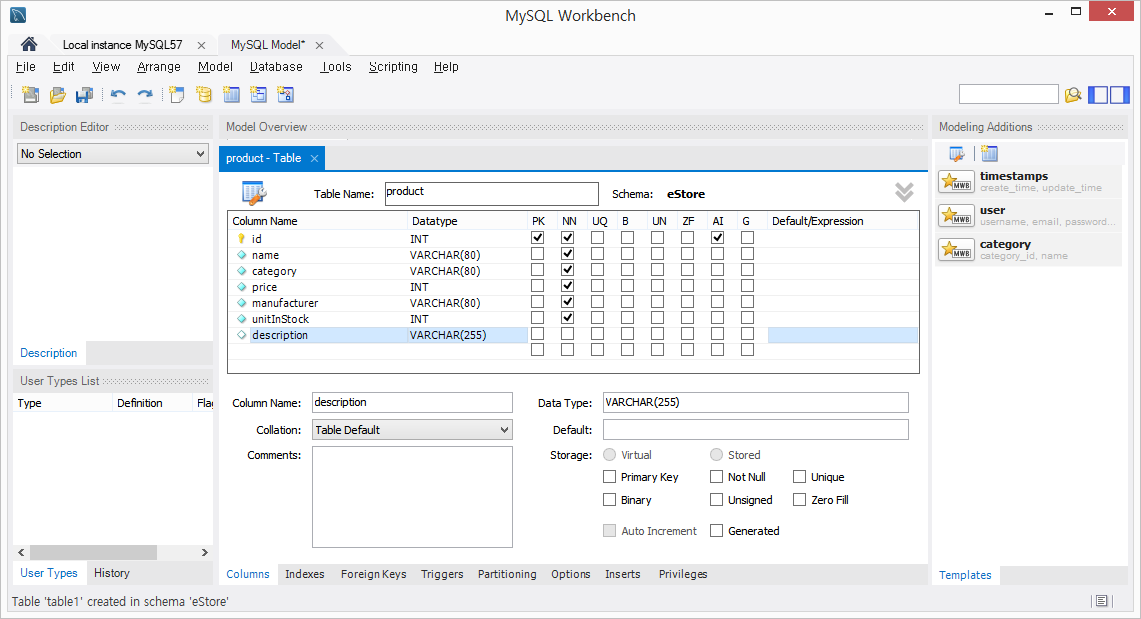 MySQL Workbench
Local instance MySQL57
MySQL Model*
File Edit View Arrange Model Database Tools Scripting Help
Description Editor
No Selection
Description
User Types List
Type Definition Flag
User Types History
Model Overview
product - Table
Table Name: product Schema: eStore
Column Name Datatype PK NN UQ B UN ZF AI G Default/Expression
id INT
name VARCHAR(80)
category VARCHAR(80)
price INT
manufacturer VARCHAR(80)
unitInStock INT
description VARCHAR(255)
Column Name: description Data Type: VARCHAR(255)
Collation: Table Default Default:
Comments: Storage: Virtual Stored
Primary Key Not Null Unique
Binary Unsigned Zero Fill
Auto Increment Generated
Columns Indexes Foreign Keys Triggers Partitioning Options Inserts Privileges
Modeling Additions
MWB timestamps
create_time, update_time
MWB user
username, email, password...
MWB category
category_id, name
Templates
Table 'table1' created in schema 'eStore'